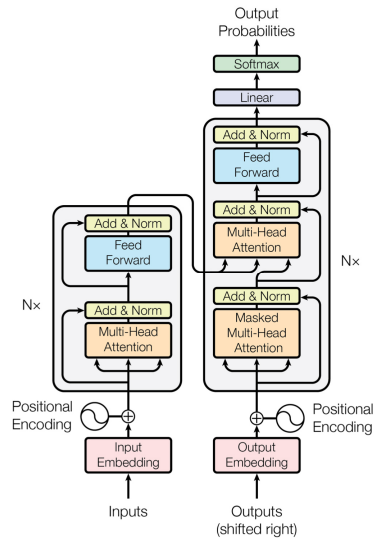 Output
Probabilities
Softmax
Linear
Add & Norm
Feed
Forward
Add & Norm
Multi-Head
Attention
Add & Norm
Masked
Multi-Head
Attention
N×
Add & Norm
Feed
Forward
Add & Norm
Multi-Head
Attention
N×
Positional
Encoding
Positional
Encoding
Input
Embedding
Output
Embedding
Inputs
Outputs
(shifted right)